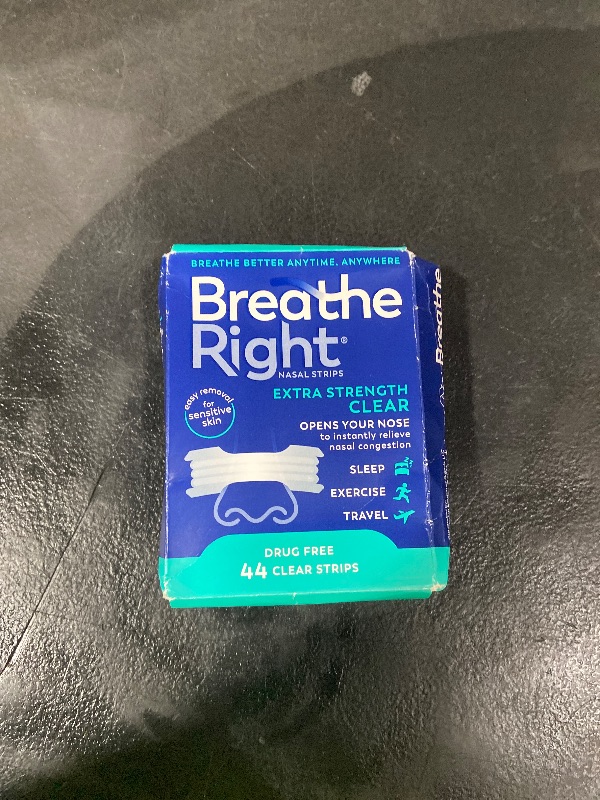 BREATHE BETTER ANYTIME, ANYWHERE
Breathe
Right®
NASAL STRIPS
EXTRA STRENGTH
CLEAR
easy removal
for
sensitive
skin
OPENS YOUR NOSE
to instantly relieve
nasal congestion
SLEEP
EXERCISE
TRAVEL
DRUG FREE
44 CLEAR STRIPS
Breathe